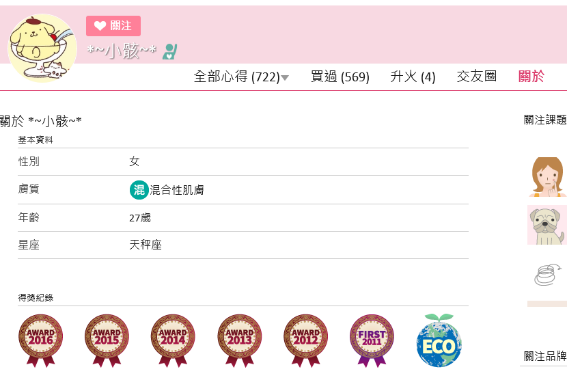 關注
*~小骸~*
全部心得 (722) 買過 (569) 升火 (4) 交友圈 關於
關於 *~小骸~*
基本資料
性別 女
膚質 混 混合性肌膚
年齡 27歲
星座 天秤座
得獎紀錄
AWARD 2016
AWARD 2015
AWARD 2014
AWARD 2013
AWARD 2012
FIRST 2011
ECO
關注課題
關注品牌